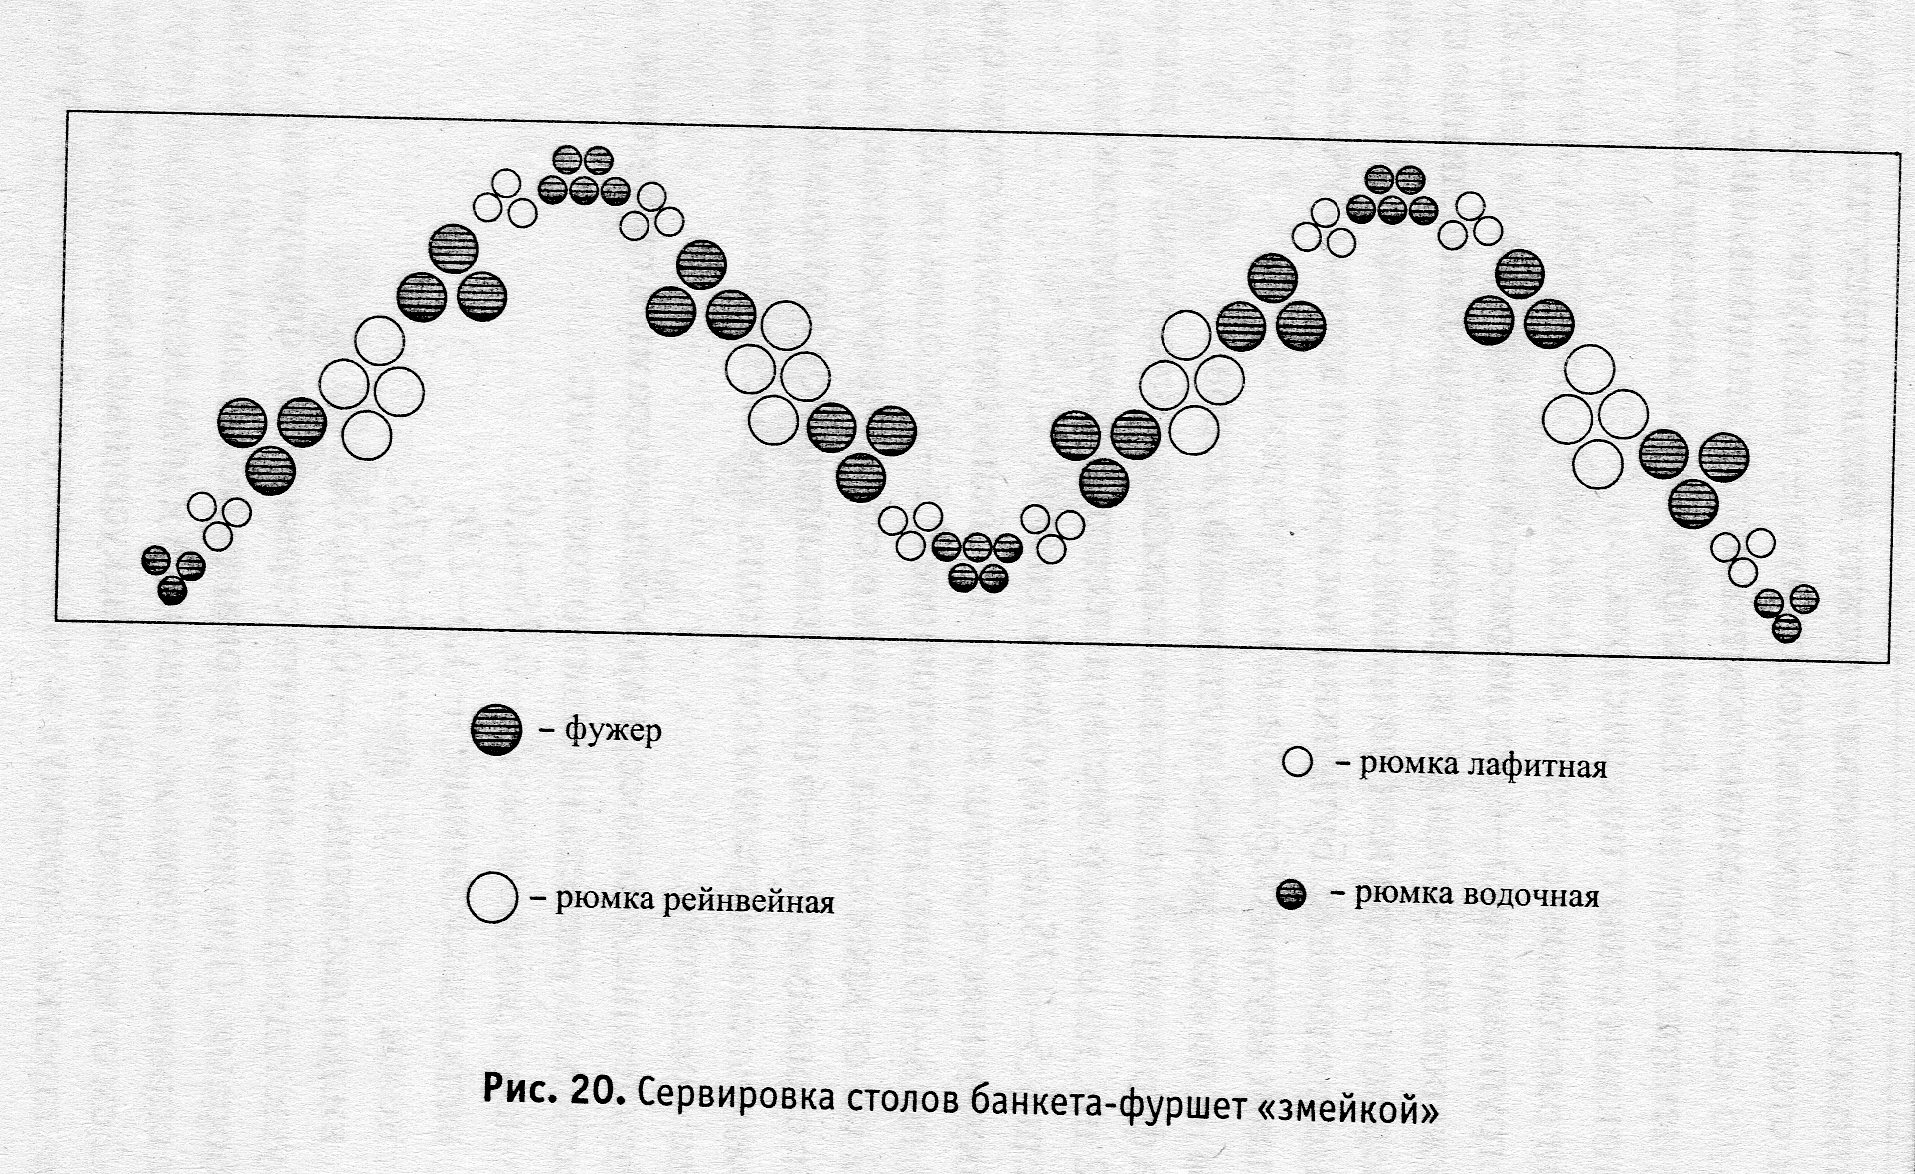 – фужер
– рюмка лафитная
– рюмка рейнвейная
– рюмка водочная
Рис. 20. Сервировка столов банкета-фуршет «змейкой»